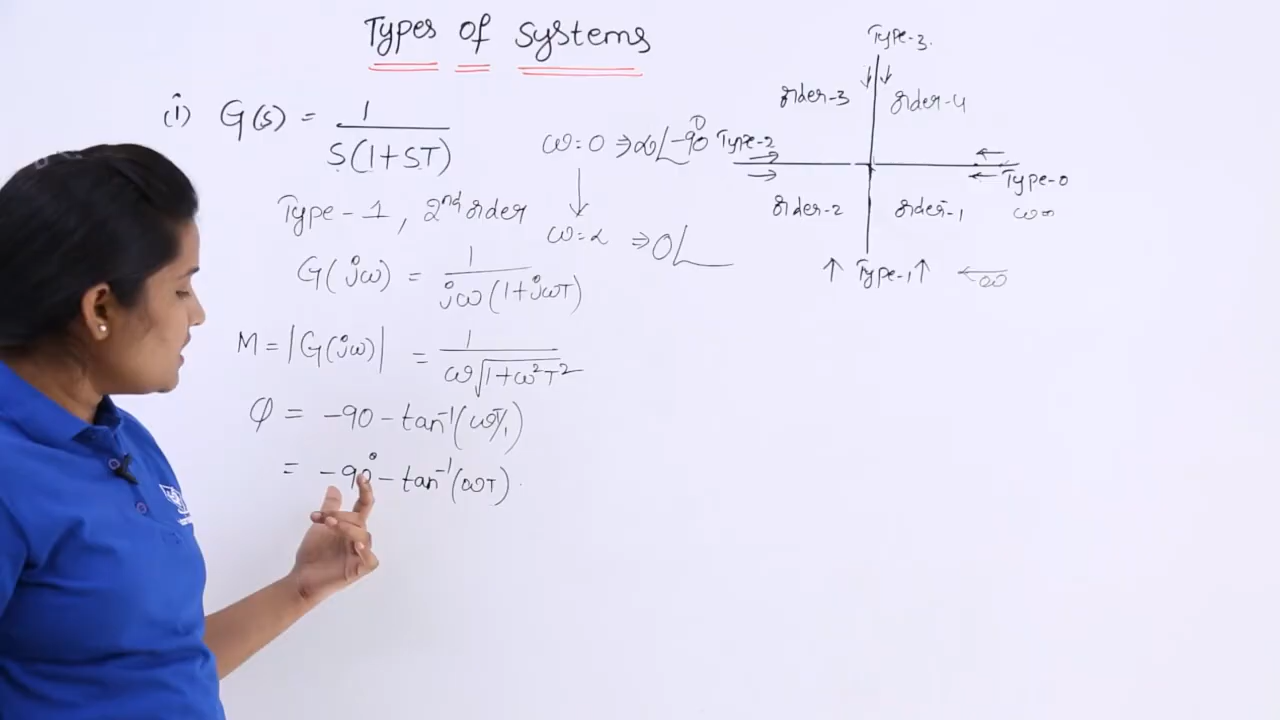 Types of Systems
(i) G(s) = 1 / S(1+ST)
Type-1, 2nd order
G(jω) = 1 / jω(1+jωT)
M = |G(jω)| = 1 / ω√1+ω²T²
φ = -90 - tan⁻¹(ωT/1)
= -90° - tan⁻¹(ωT)
ω=0 ⇒ ∞∠-90°
ω=∞ ⇒ 0∠
Type-3.
order-3 order-4
Type-2
Type-0
order-2 order-1
ω=
Type-1
∞